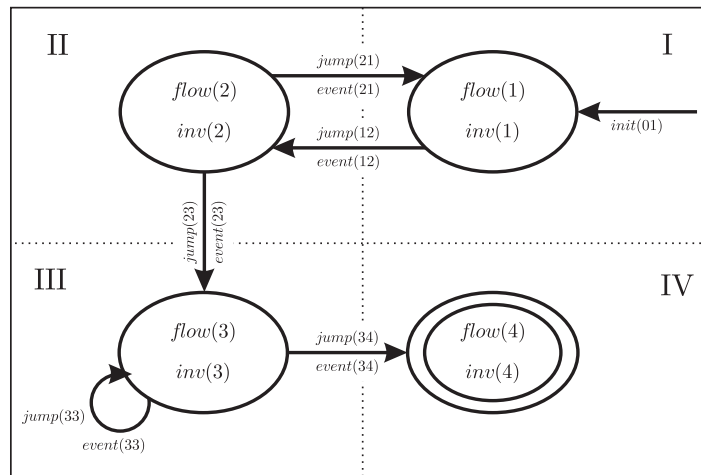 II
I
flow(2)
inv(2)
jump(21)
event(21)
jump(12)
event(12)
flow(1)
inv(1)
init(01)
jump(23)
event(23)
III
IV
flow(3)
inv(3)
jump(34)
event(34)
flow(4)
inv(4)
jump(33)
event(33)